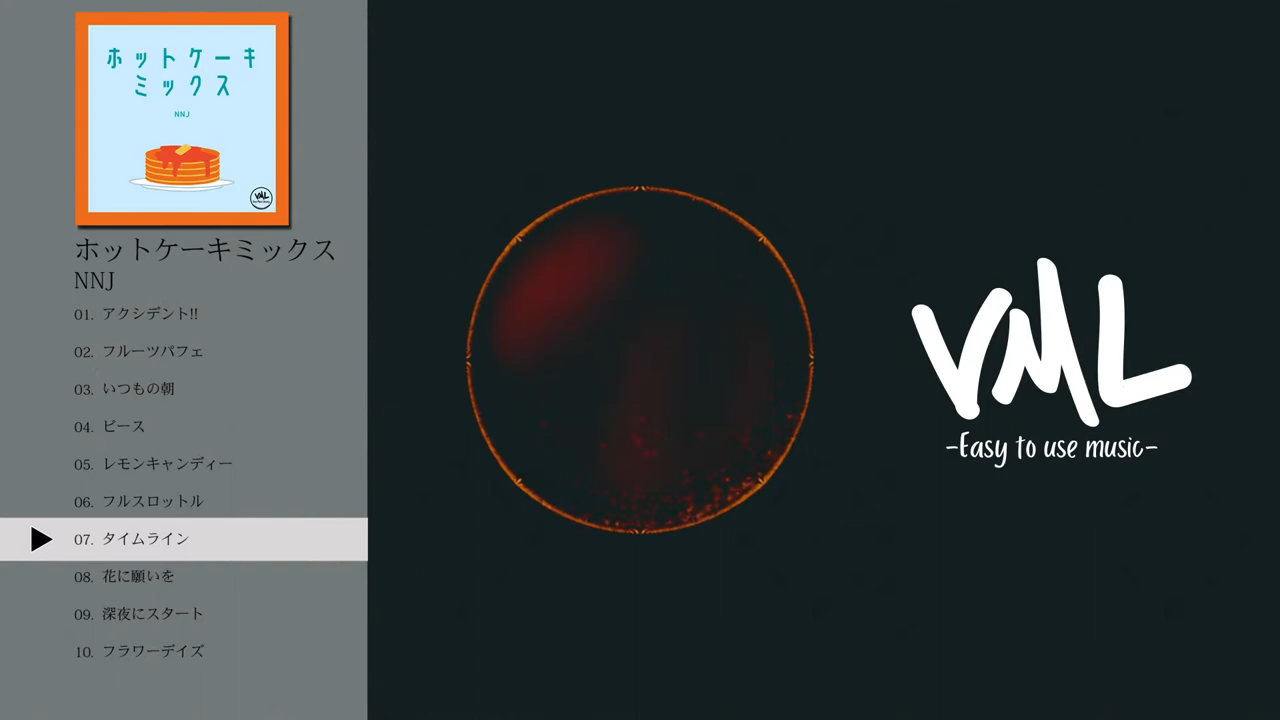 ホットケーキ
ミックス
NNJ
VML
ホットケーキミックス
NNJ
01. アクシデント!!
02. フルーツパフェ
03. いつもの朝
04. ピース
05. レモンキャンディー
06. フルスロットル
07. タイムライン
08. 花に願いを
09. 深夜にスタート
10. フラワーデイズ
VML
-Easy to use music-